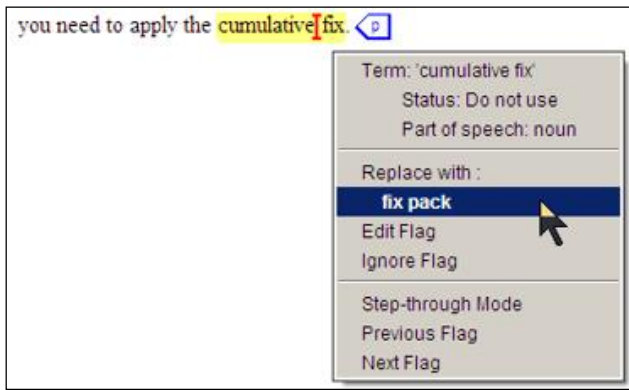 you need to apply the cumulative fix. p
Term: 'cumulative fix'
Status: Do not use
Part of speech: noun
Replace with :
fix pack
Edit Flag
Ignore Flag
Step-through Mode
Previous Flag
Next Flag